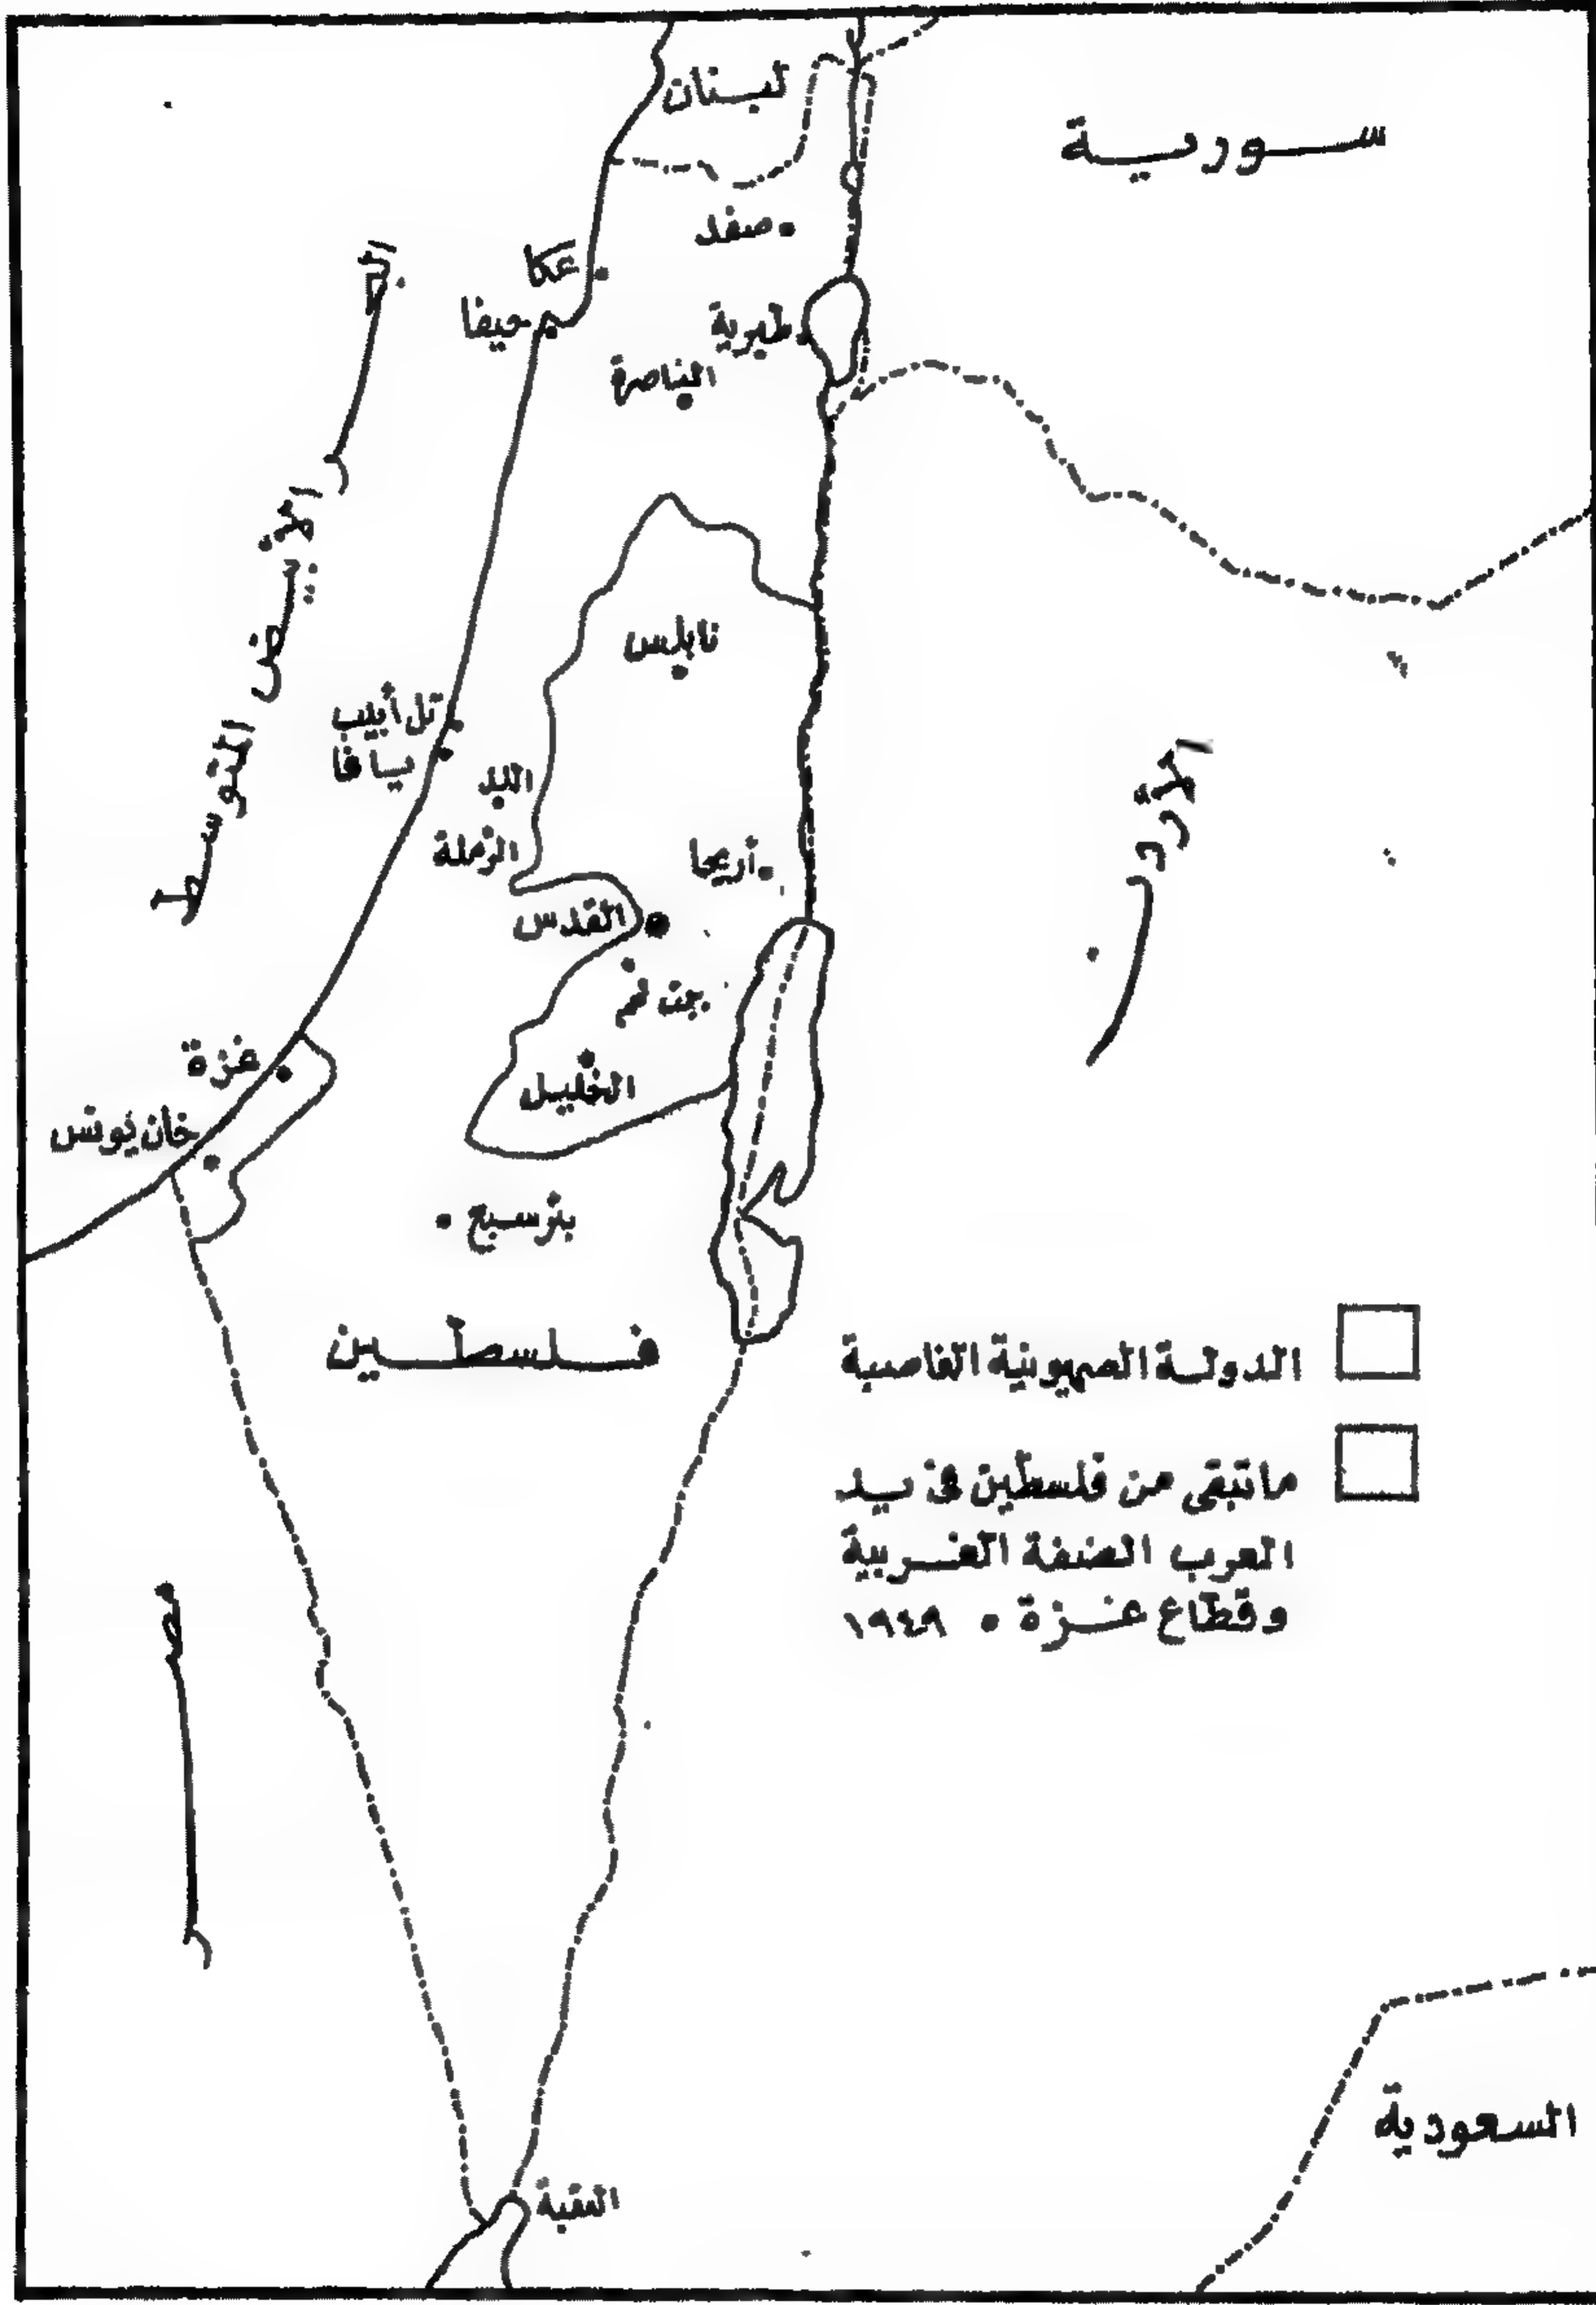 لبنان
سورية
صفد
عكا
حيفا
طبرية
الناصرة
البحر الأبيض المتوسط
نابلس
تل أبيب
يافا
اللد
الرملة
أريحا
القدس
بيت لحم
الأردن
الخليل
غزة
خان يونس
بئر سبع
فلسطين
الدولة الصهيونية الغاصبة
ماتبقى من فلسطين في يد
العرب الضفة الغربية
وقطاع غزة • ١٩٤٩
مصر
السعودية
العقبة